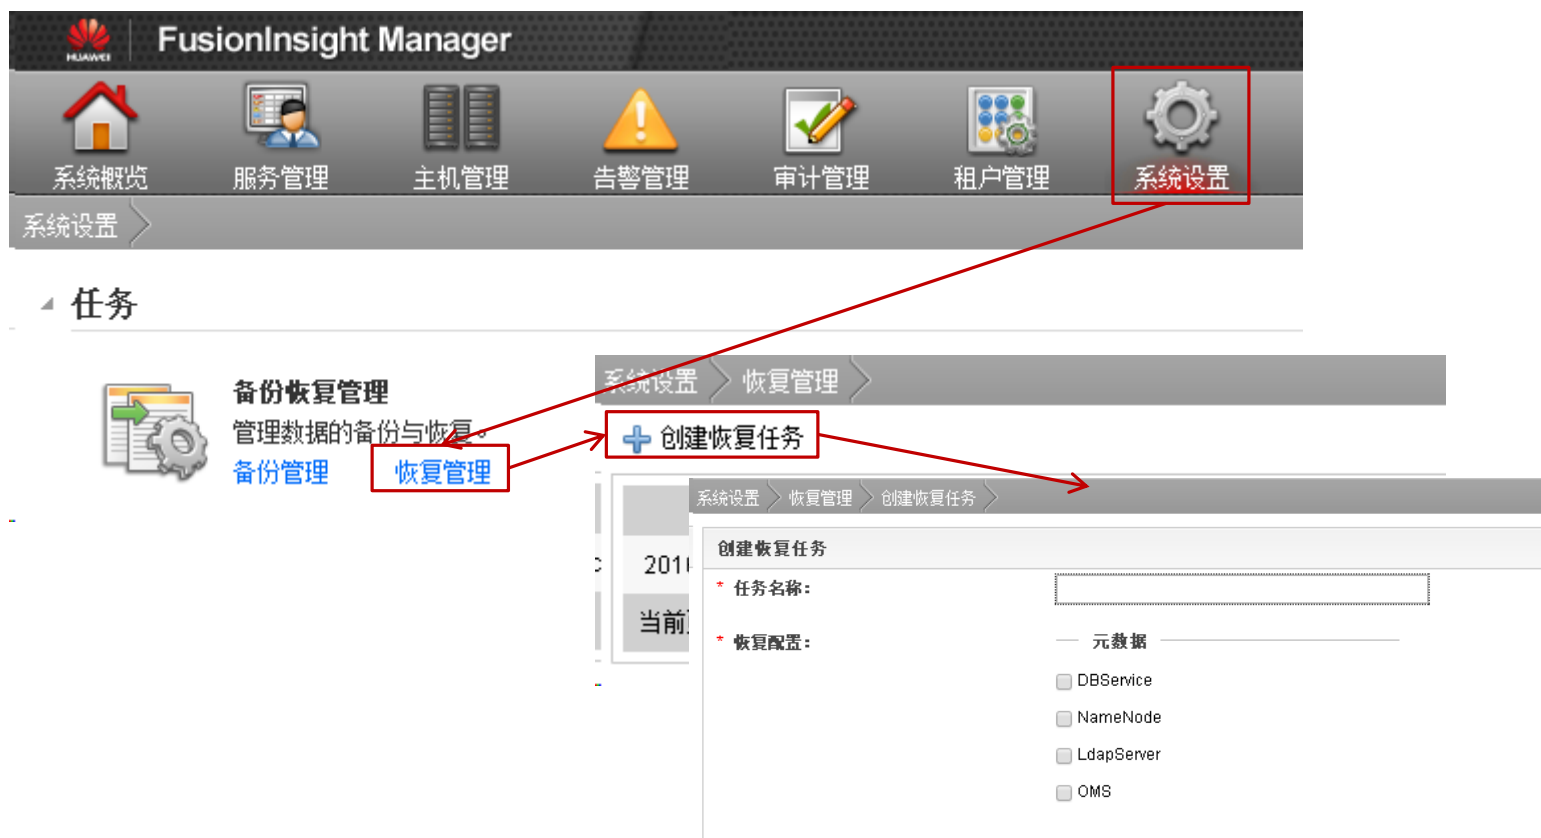 HUAWEI
FusionInsight Manager
系统概览
服务管理
主机管理
告警管理
审计管理
租户管理
系统设置
系统设置
任务
备份恢复管理
管理数据的备份与恢复。
备份管理
恢复管理
系统设置 恢复管理
创建恢复任务
系统设置 恢复管理 创建恢复任务
创建恢复任务
201
当前
* 任务名称：
* 恢复配置：
元数据
DBService
NameNode
LdapServer
OMS